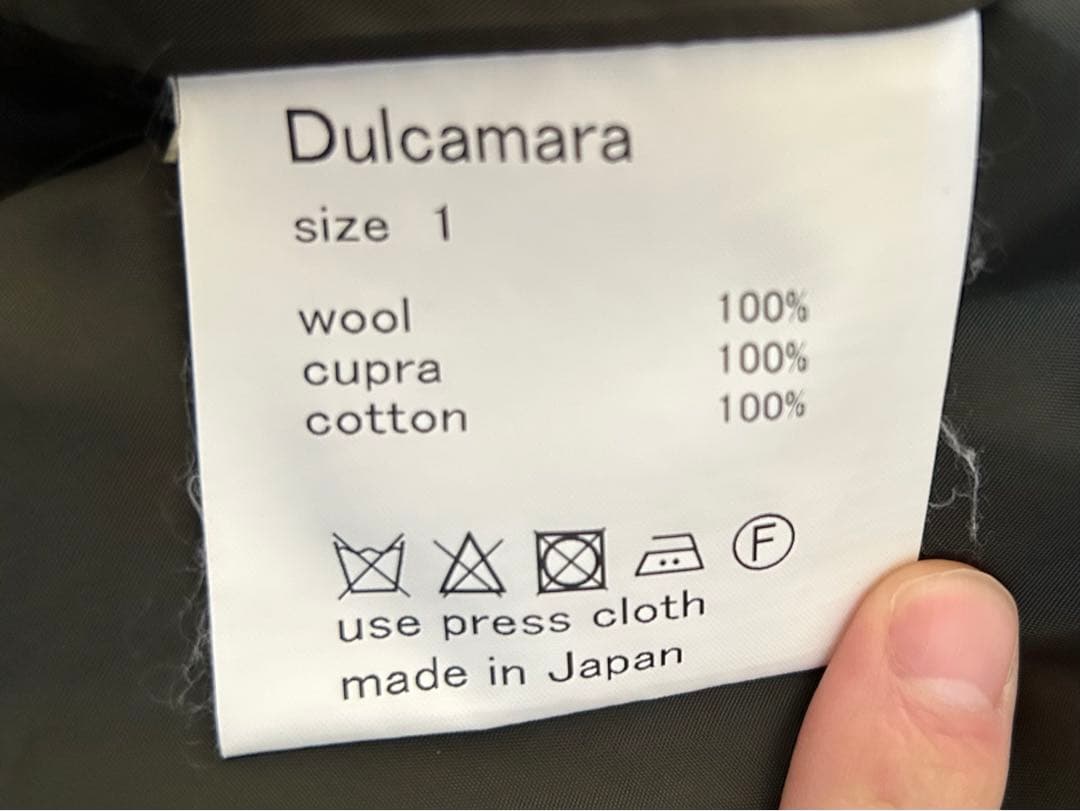 Dulcamara
size 1
wool 100%
cupra 100%
cotton 100%
F
use press cloth
made in Japan